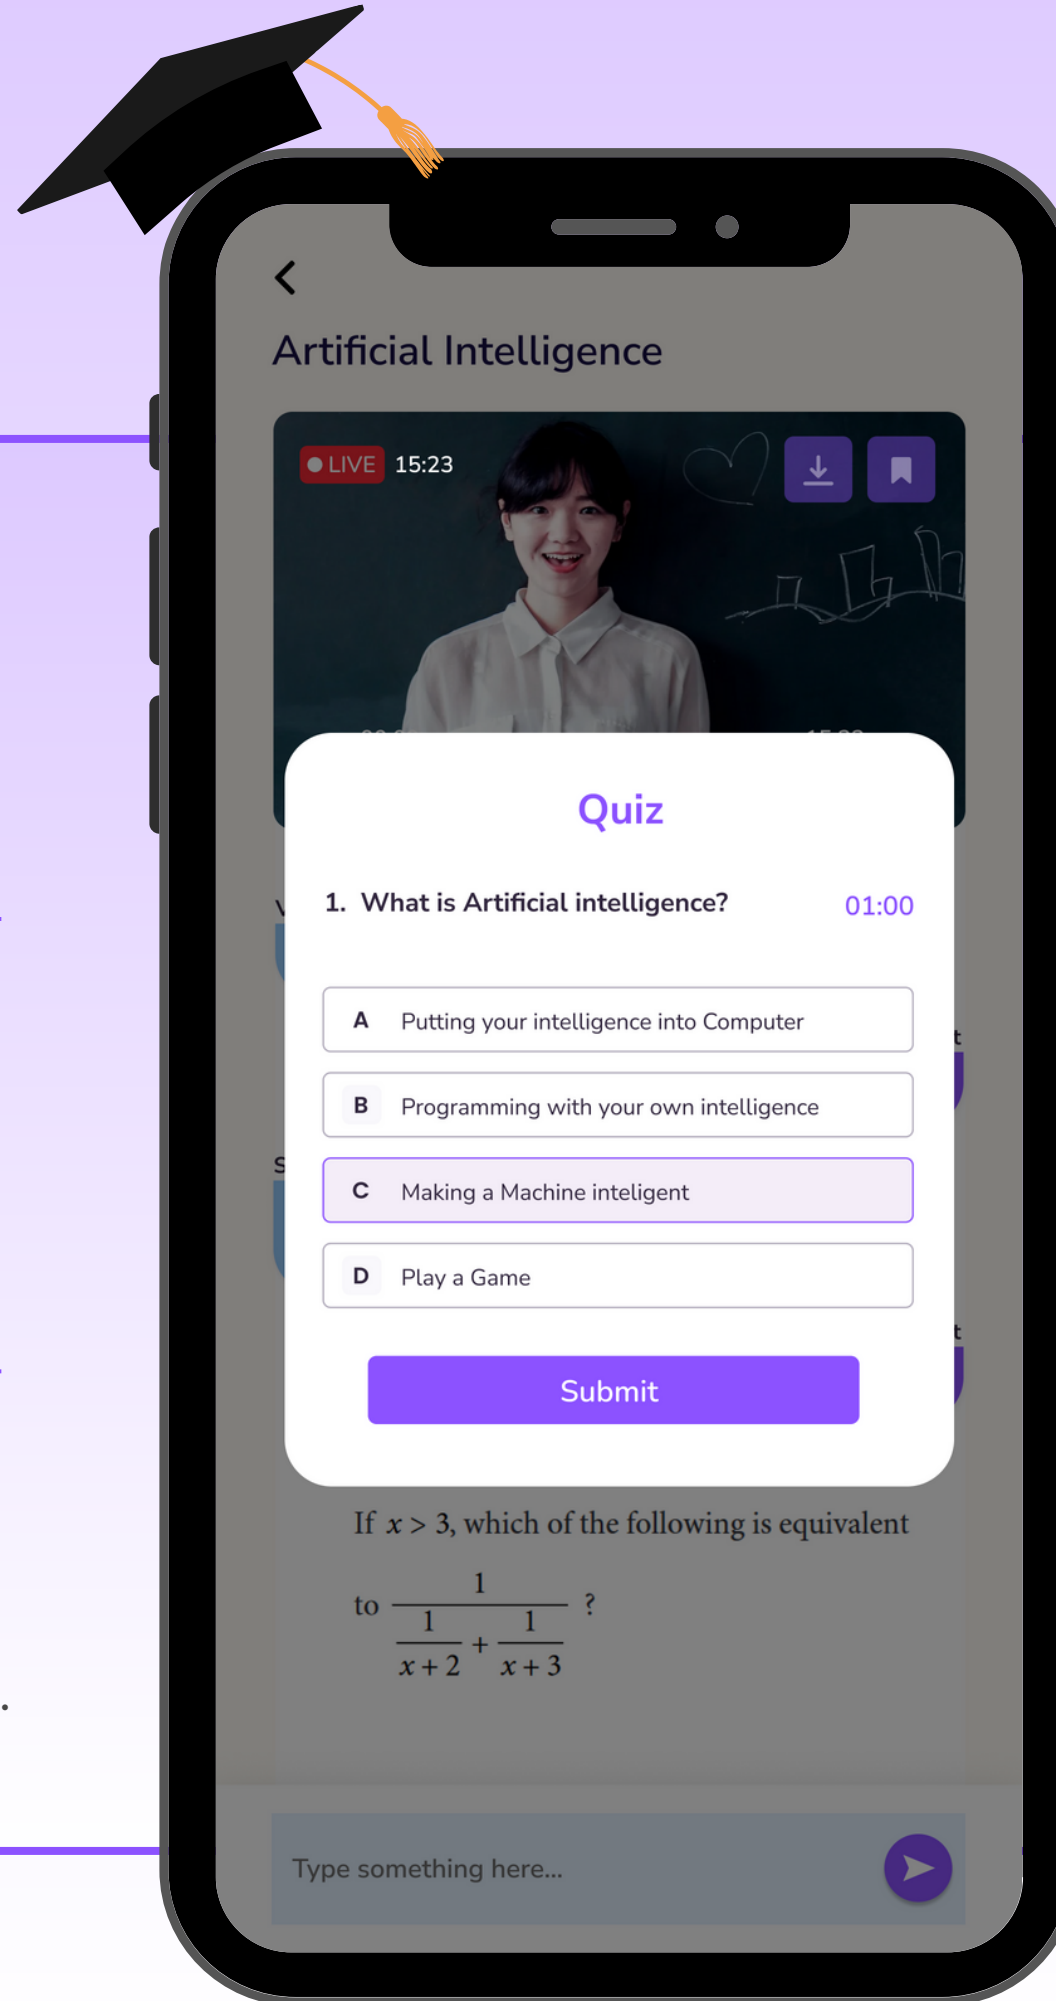 Artificial Intelligence
LIVE 15:23
Quiz
1. What is Artificial intelligence? 01:00
A Putting your intelligence into Computer
B Programming with your own intelligence
C Making a Machine inteligent
D Play a Game
Submit
If x > 3, which of the following is equivalent
to 1/(1/(x + 2) + 1/(x + 3)) ?
Type something here...